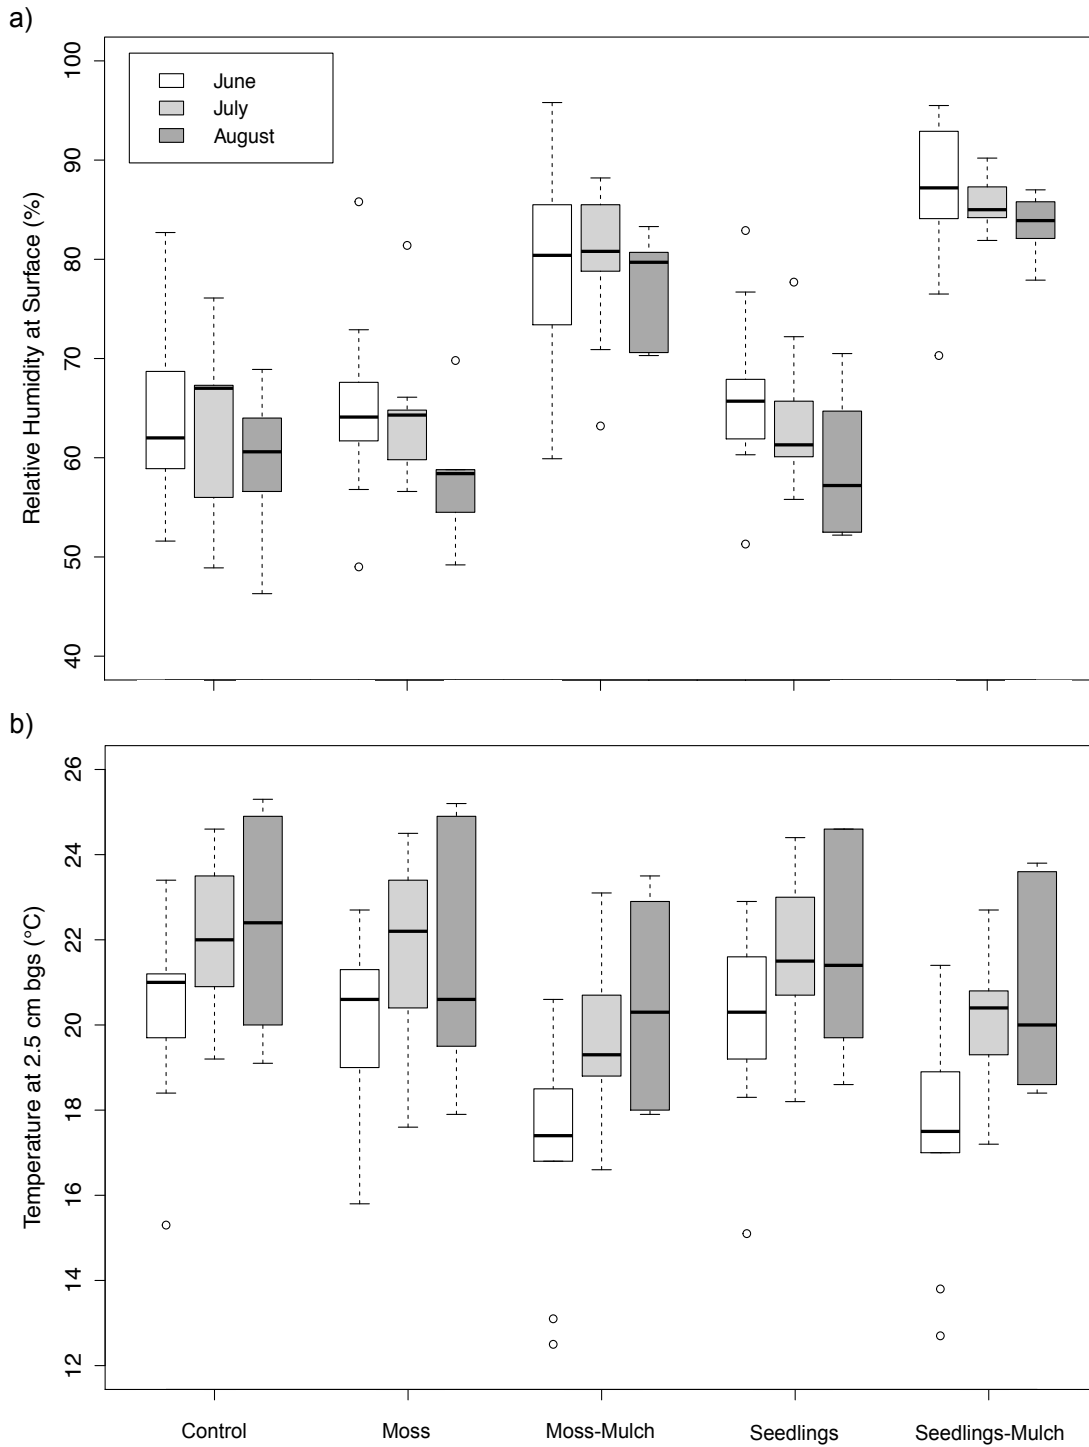 a)
June
July
August
Relative Humidity at Surface (%)
100
90
80
70
60
50
40
b)
Temperature at 2.5 cm bgs (°C)
26
24
22
20
18
16
14
12
Control Moss Moss-Mulch Seedlings Seedlings-Mulch